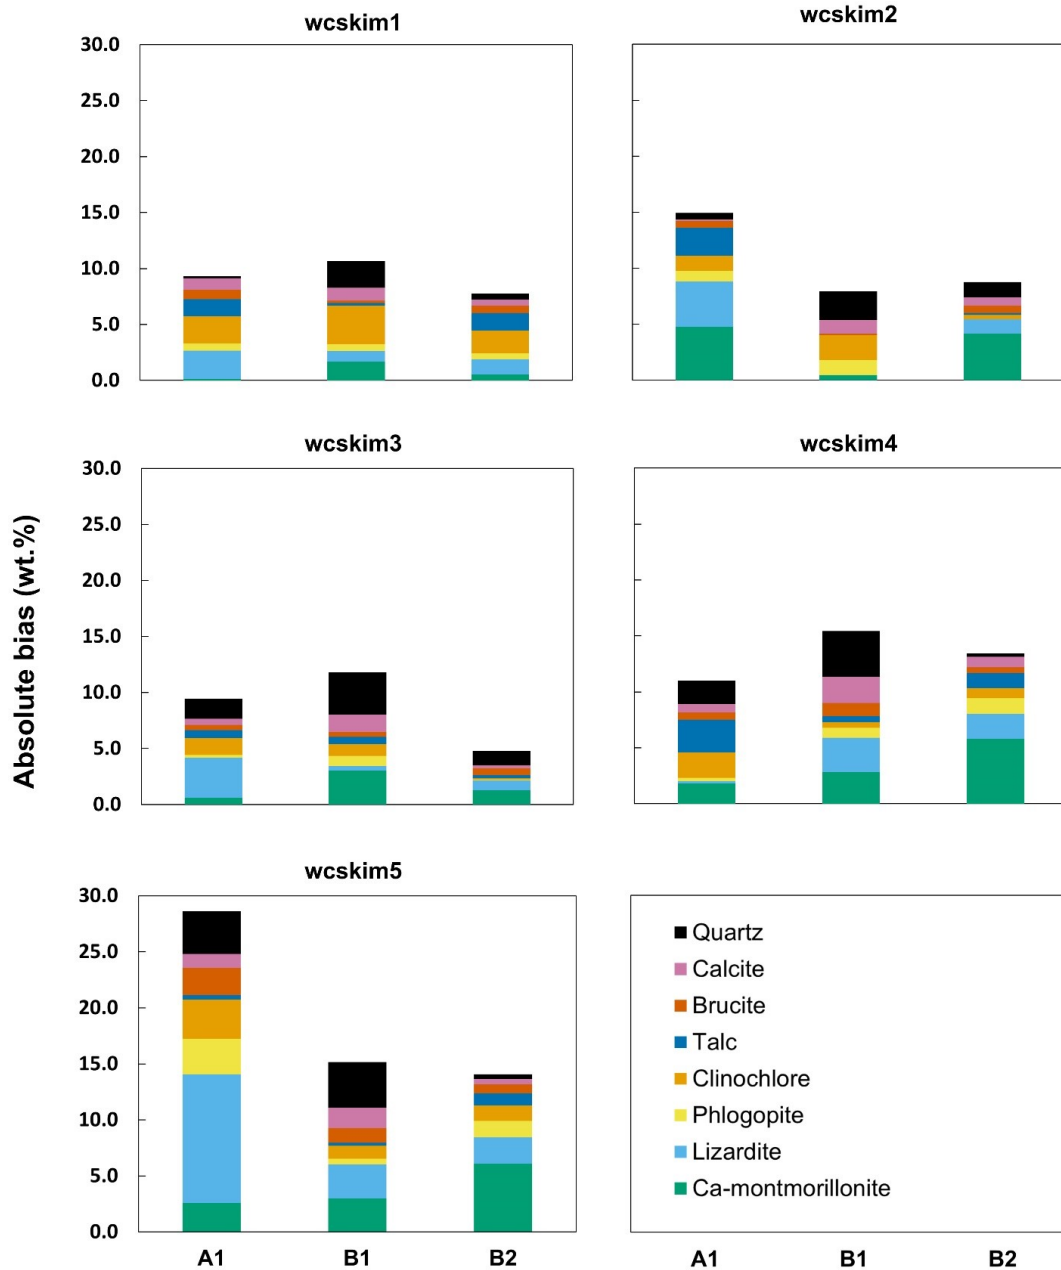 wcskim1
wcskim2
30.0
25.0
20.0
15.0
10.0
5.0
0.0
wcskim3
wcskim4
30.0
25.0
20.0
15.0
10.0
5.0
0.0
Absolute bias (wt.%)
wcskim5
30.0
25.0
20.0
15.0
10.0
5.0
0.0
Quartz
Calcite
Brucite
Talc
Clinochlore
Phlogopite
Lizardite
Ca-montmorillonite
A1 B1 B2
A1 B1 B2